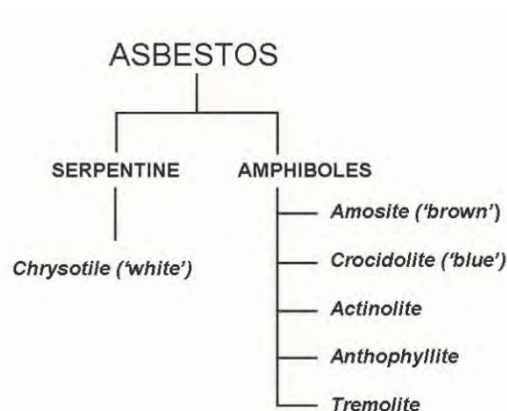 ASBESTOS
SERPENTINE
AMPHIBOLES
Chrysotile ('white')
Amosite ('brown')
Crocidolite ('blue')
Actinolite
Anthophyllite
Tremolite